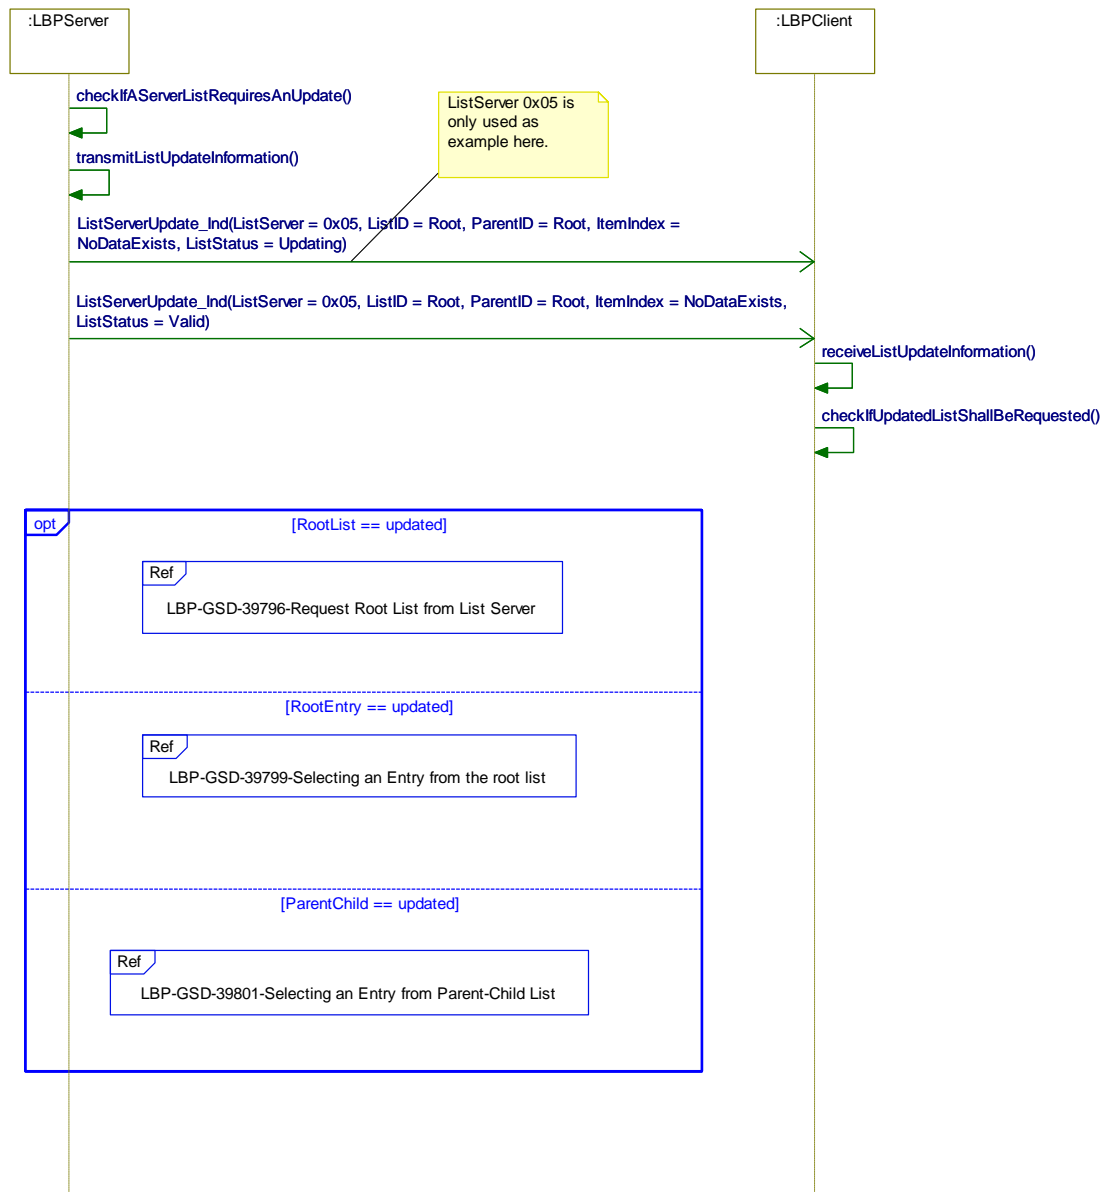 :LBPServer
:LBPClient
checkIfAServerListRequiresAnUpdate()
ListServer 0x05 is
only used as
example here.
transmitListUpdateInformation()
ListServerUpdate_Ind(ListServer = 0x05, ListID = Root, ParentID = Root, ItemIndex =
NoDataExists, ListStatus = Updating)
ListServerUpdate_Ind(ListServer = 0x05, ListID = Root, ParentID = Root, ItemIndex = NoDataExists,
ListStatus = Valid)
receiveListUpdateInformation()
checkIfUpdatedListShallBeRequested()
opt
[RootList == updated]
Ref
LBP-GSD-39796-Request Root List from List Server
[RootEntry == updated]
Ref
LBP-GSD-39799-Selecting an Entry from the root list
[ParentChild == updated]
Ref
LBP-GSD-39801-Selecting an Entry from Parent-Child List